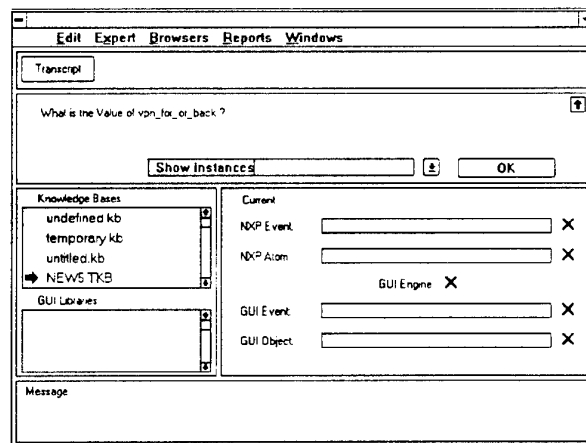 Edit Expert Browsers Reports Windows
Transcript
What is the Value of vpn_for_or_back ?
Show instances
OK
Knowledge Bases
undefined.kb
temporary.kb
untitled.kb
NEWS.TKB
GUI Libraries
Current
NXP Event
NXP Atom
GUI Engine
GUI Event
GUI Object
Message